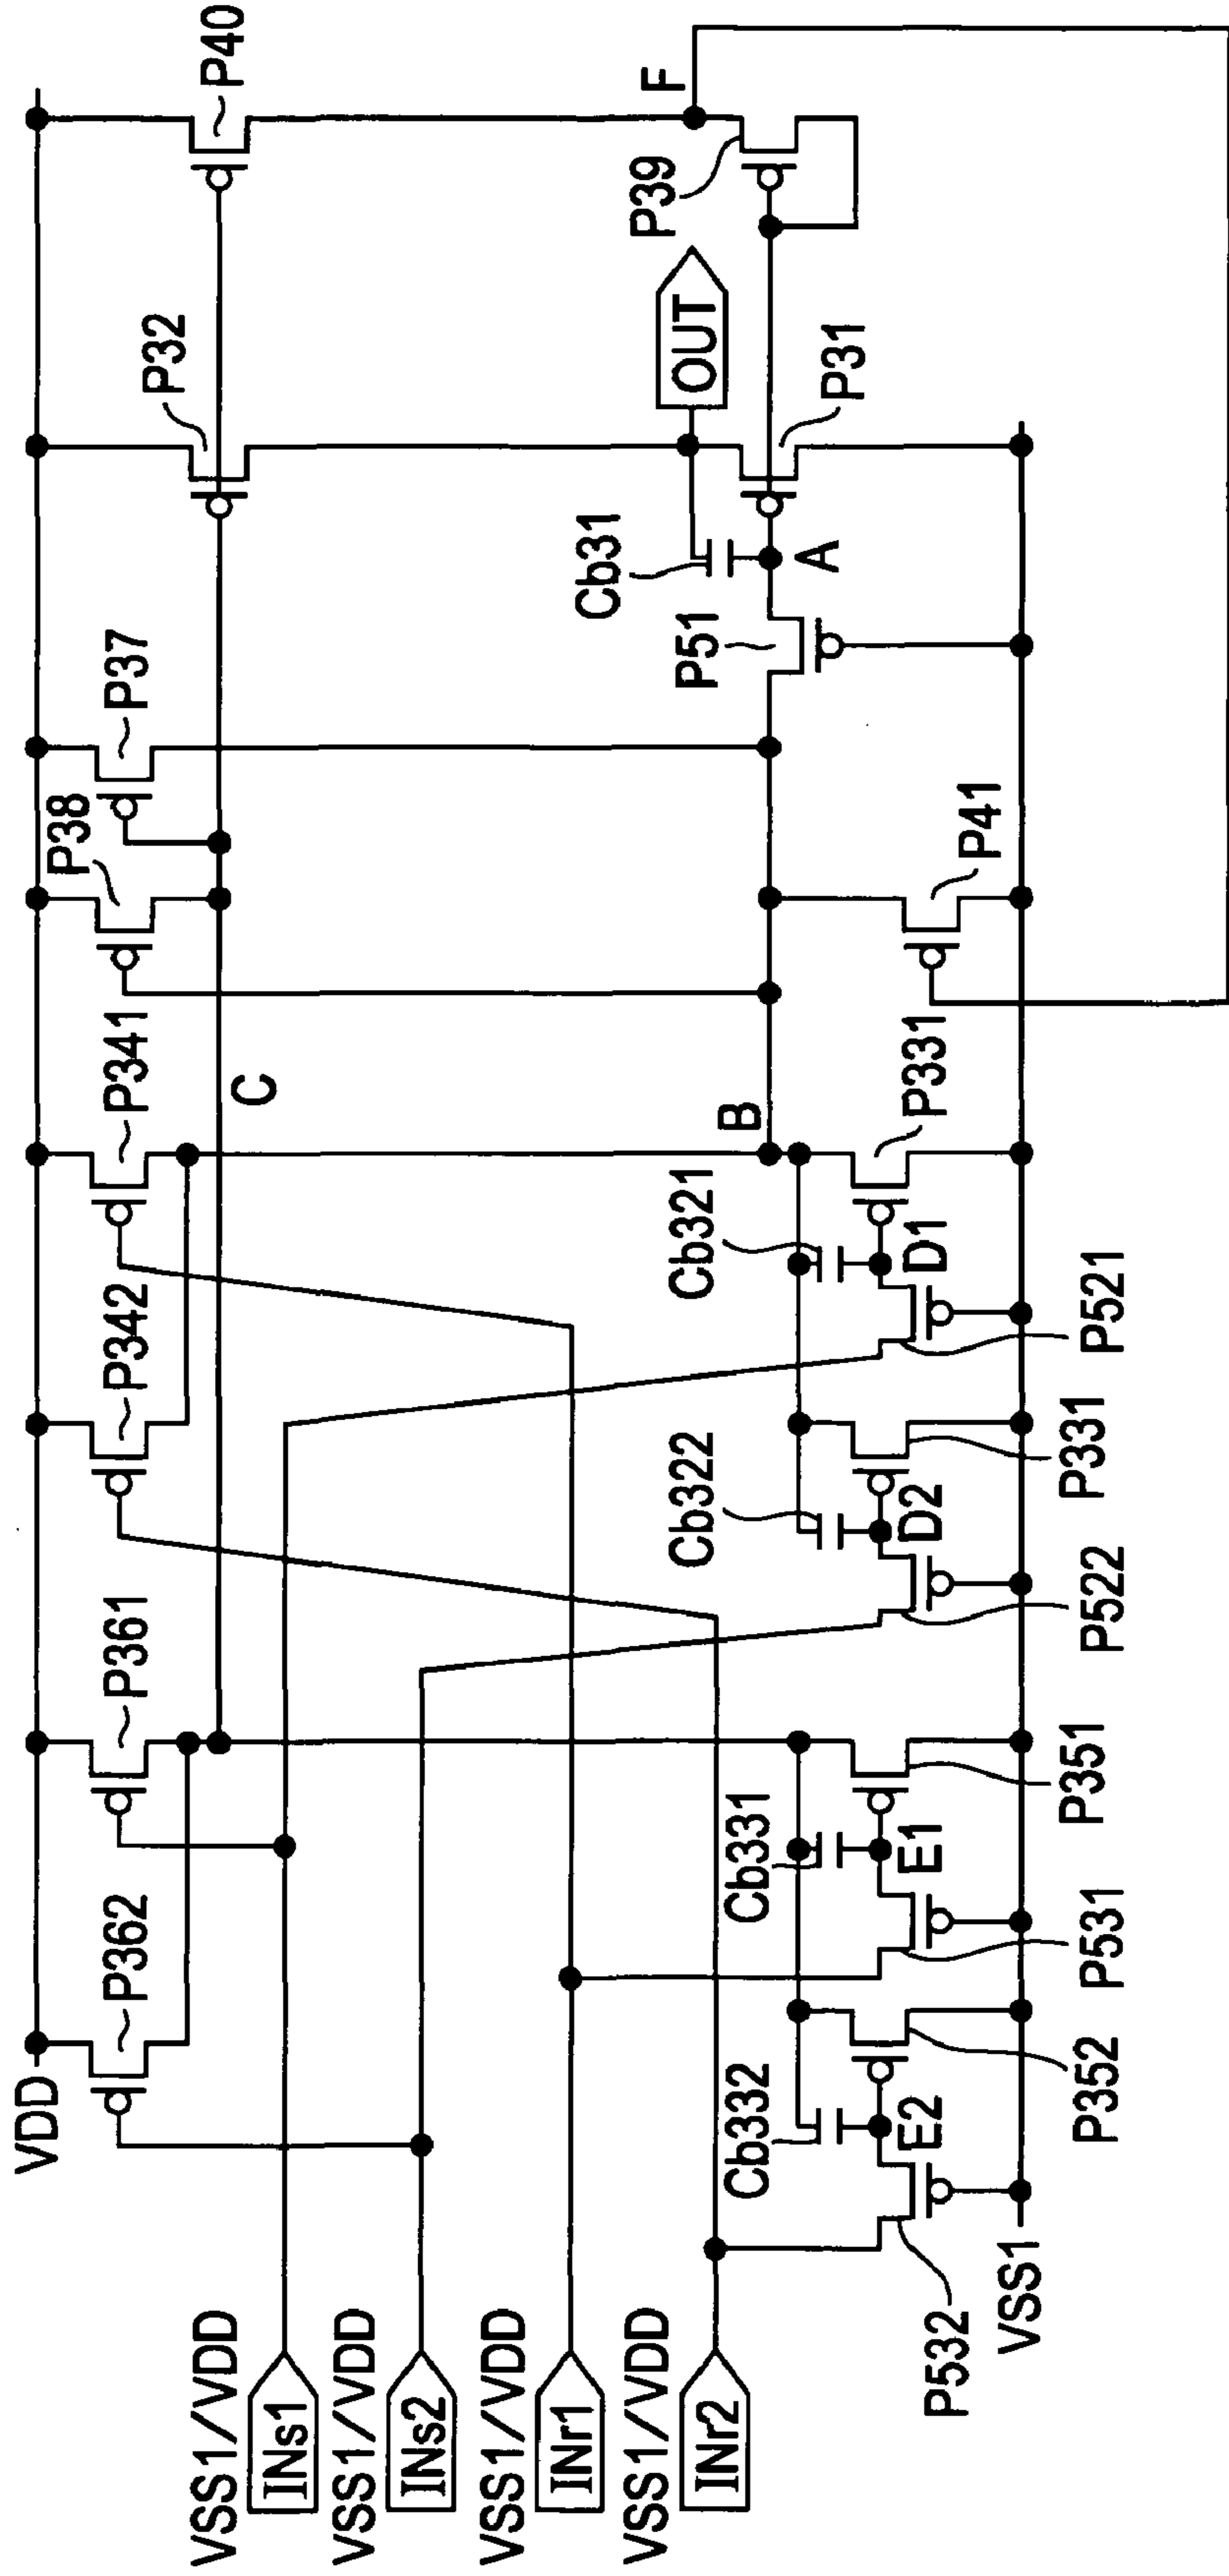 VDD
P362
P361
P342
P341
P38
P37
P32
P40
C
VSS1/VDD
INs1
VSS1/VDD
INs2
VSS1/VDD
INr1
VSS1/VDD
INr2
B
F
OUT
P39
Cb31
P51
A
P31
Cb332
Cb331
Cb322
Cb321
E2
E1
D2
D1
P331
P41
P532
VSS1
P352
P531
P351
P522
P331
P521